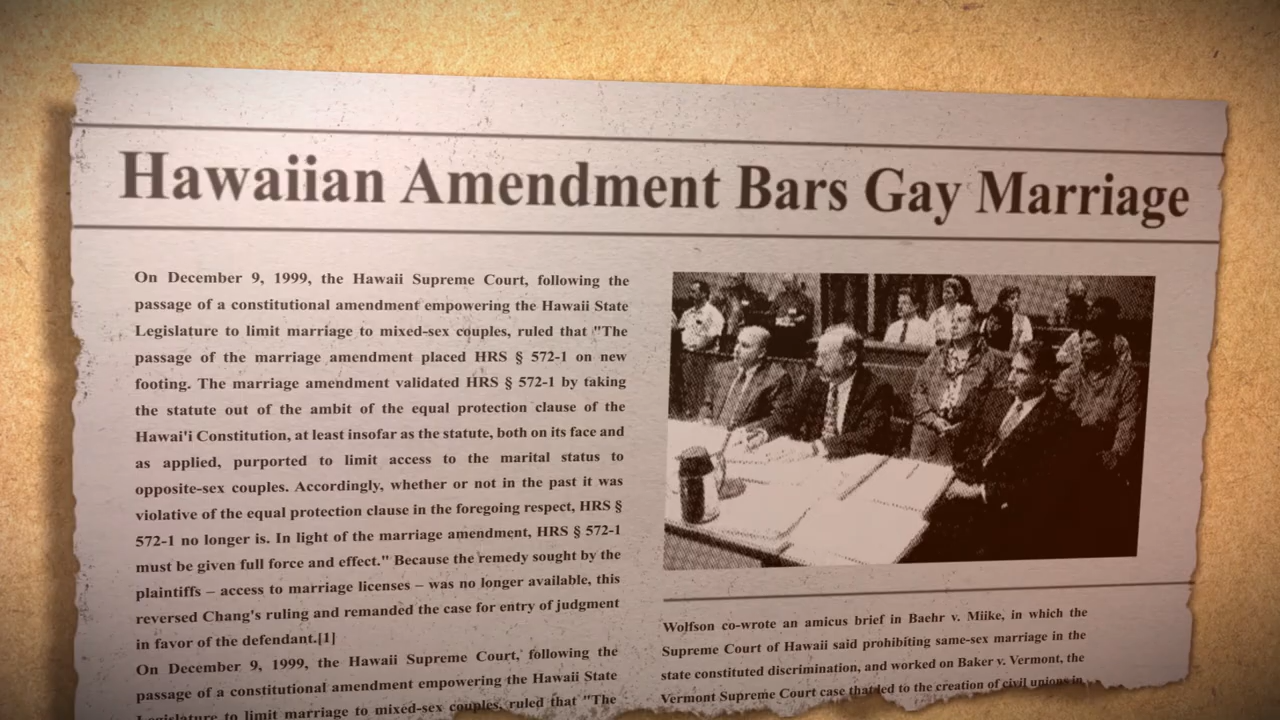 Hawaiian Amendment Bars Gay Marriage
On December 9, 1999, the Hawaii Supreme Court, following the
passage of a constitutional amendment empowering the Hawaii State
Legislature to limit marriage to mixed-sex couples, ruled that "The
passage of the marriage amendment placed HRS § 572-1 on new
footing. The marriage amendment validated HRS § 572-1 by taking
the statute out of the ambit of the equal protection clause of the
Hawai'i Constitution, at least insofar as the statute, both on its face and
as applied, purported to limit access to the marital status to
opposite-sex couples. Accordingly, whether or not in the past it was
violative of the equal protection clause in the foregoing respect, HRS §
572-1 no longer is. In light of the marriage amendment, HRS § 572-1
must be given full force and effect." Because the remedy sought by the
plaintiffs – access to marriage licenses – was no longer available, this
reversed Chang's ruling and remanded the case for entry of judgment
in favor of the defendant.[1]
On December 9, 1999, the Hawaii Supreme Court, following the
passage of a constitutional amendment empowering the Hawaii State
Legislature to limit marriage to mixed-sex couples, ruled that "The
Wolfson co-wrote an amicus brief in Baehr v. Miike, in which the
Supreme Court of Hawaii said prohibiting same-sex marriage in the
state constituted discrimination, and worked on Baker v. Vermont, the
Vermont Supreme Court case that led to the creation of civil unions in